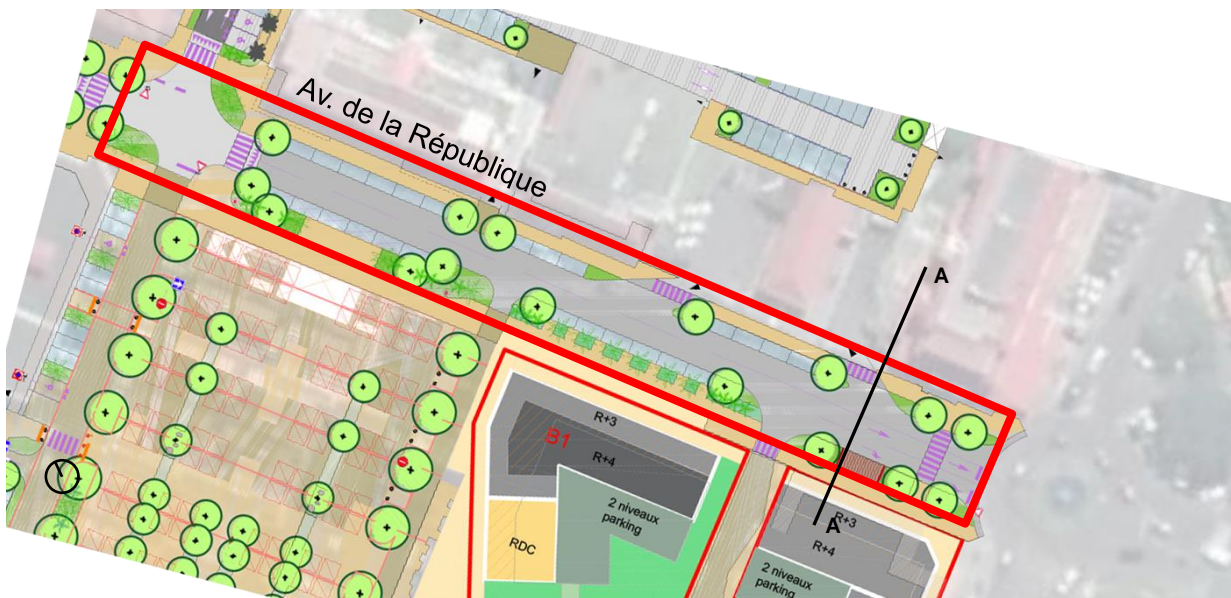 Av. de la République
A
R+3
B1
R+4
2 niveaux
parking
RDC
A
R+3
R+4
2 niveaux
parking